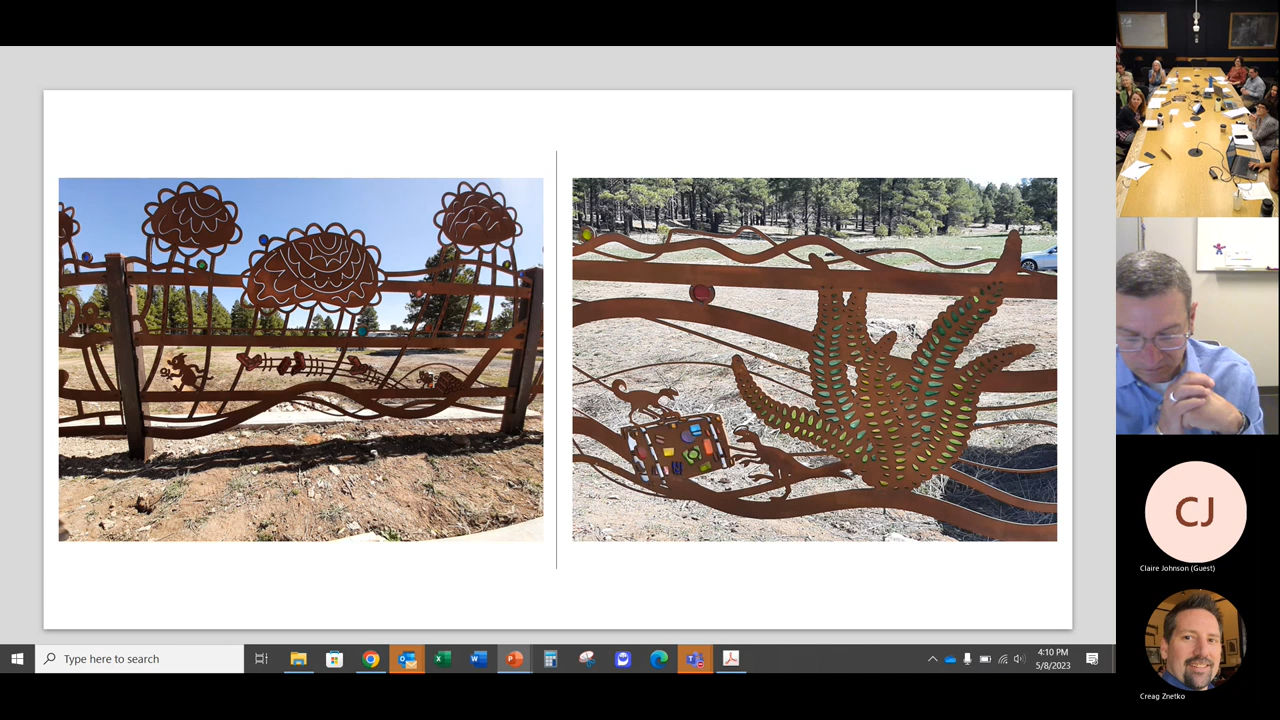 Type here to search
4:10 PM
5/8/2023
CJ
Claire Johnson (Guest)
Creag Znetko